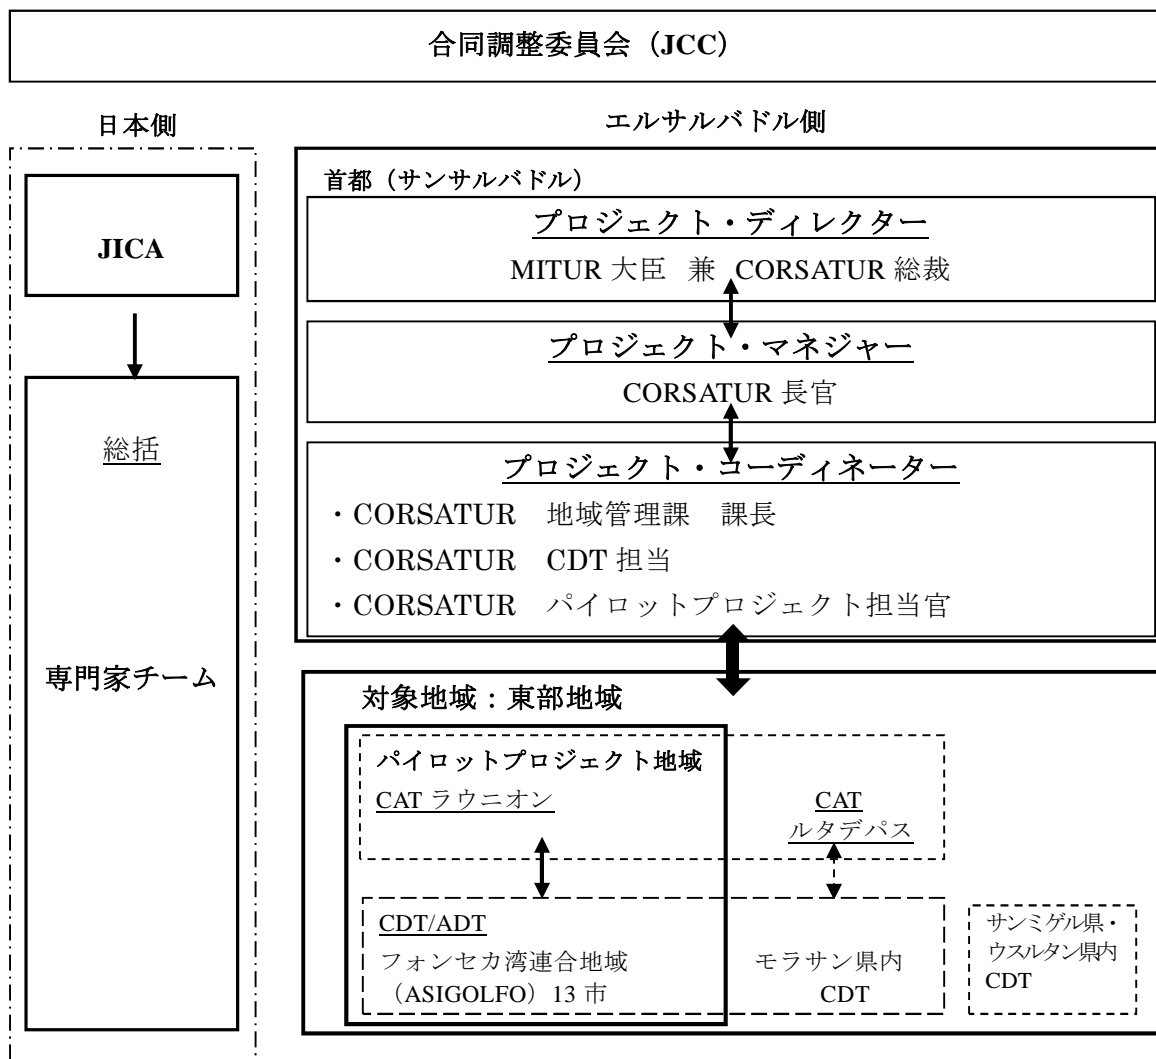 合同調整委員会（JCC）
日本側
エルサルバドル側
JICA
総括
専門家チーム
首都（サンサルバドル）
プロジェクト・ディレクター
MITUR 大臣 兼 CORSATUR 総裁
プロジェクト・マネジャー
CORSATUR 長官
プロジェクト・コーディネーター
・CORSATUR 地域管理課 課長
・CORSATUR CDT 担当
・CORSATUR パイロットプロジェクト担当官
対象地域：東部地域
パイロットプロジェクト地域
CAT ラウニオン
CAT
ルタデパス
CDT/ADT
フォンセカ湾連合地域
（ASIGOLFO）13 市
モラサン県内
CDT
サンミゲル県・
ウスルタン県内
CDT